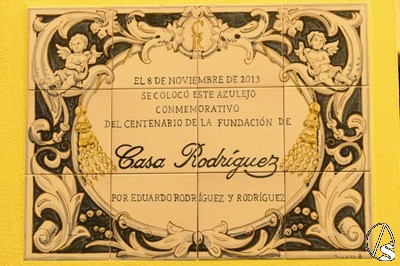 CR
EL 8 DE NOVIEMBRE DE 2013
SE COLOCÓ ESTE AZULEJO
CONMEMORATIVO
DEL CENTENARIO DE LA FUNDACIÓN DE
Casa Rodríguez
POR EDUARDO RODRÍGUEZ Y RODRÍGUEZ